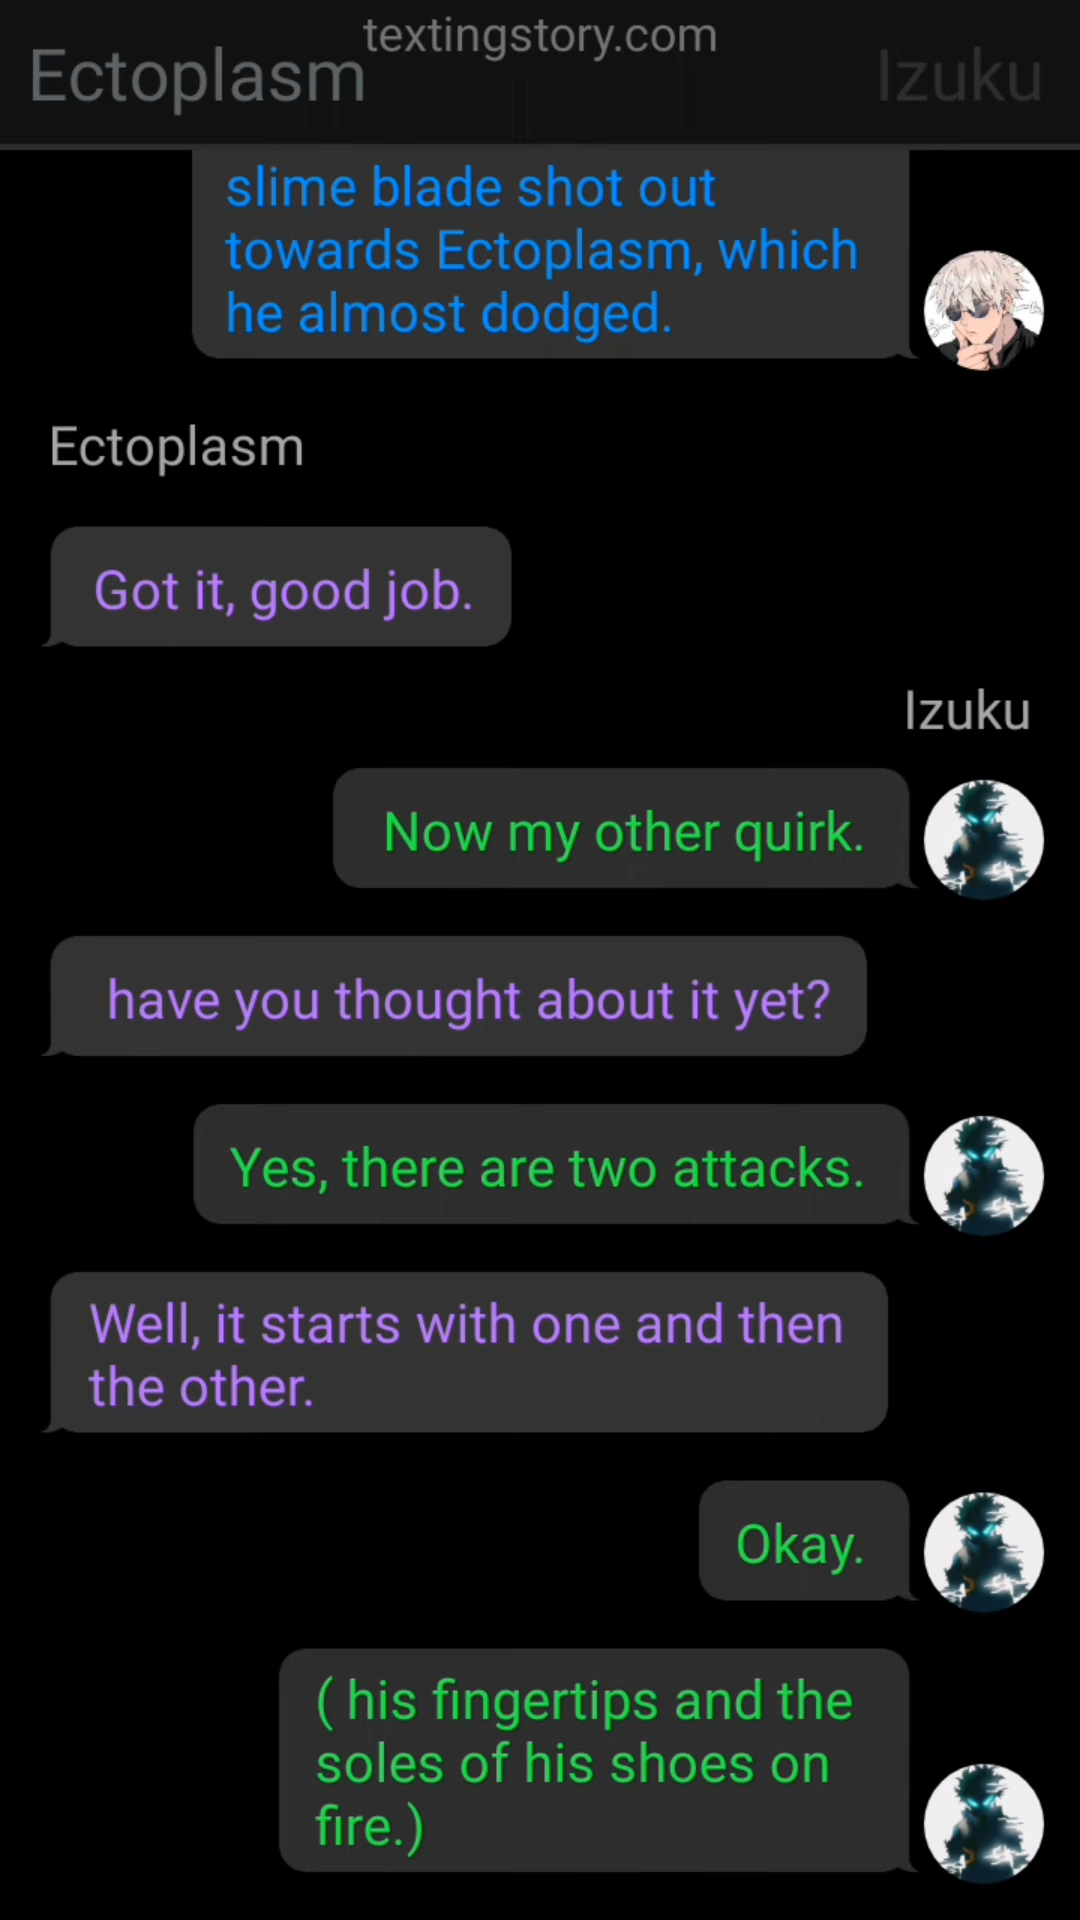 textingstory.com
Ectoplasm
Izuku
slime blade shot out
towards Ectoplasm, which
he almost dodged.
Ectoplasm
Got it, good job.
Izuku
Now my other quirk.
have you thought about it yet?
Yes, there are two attacks.
Well, it starts with one and then
the other.
Okay.
( his fingertips and the
soles of his shoes on
fire.)